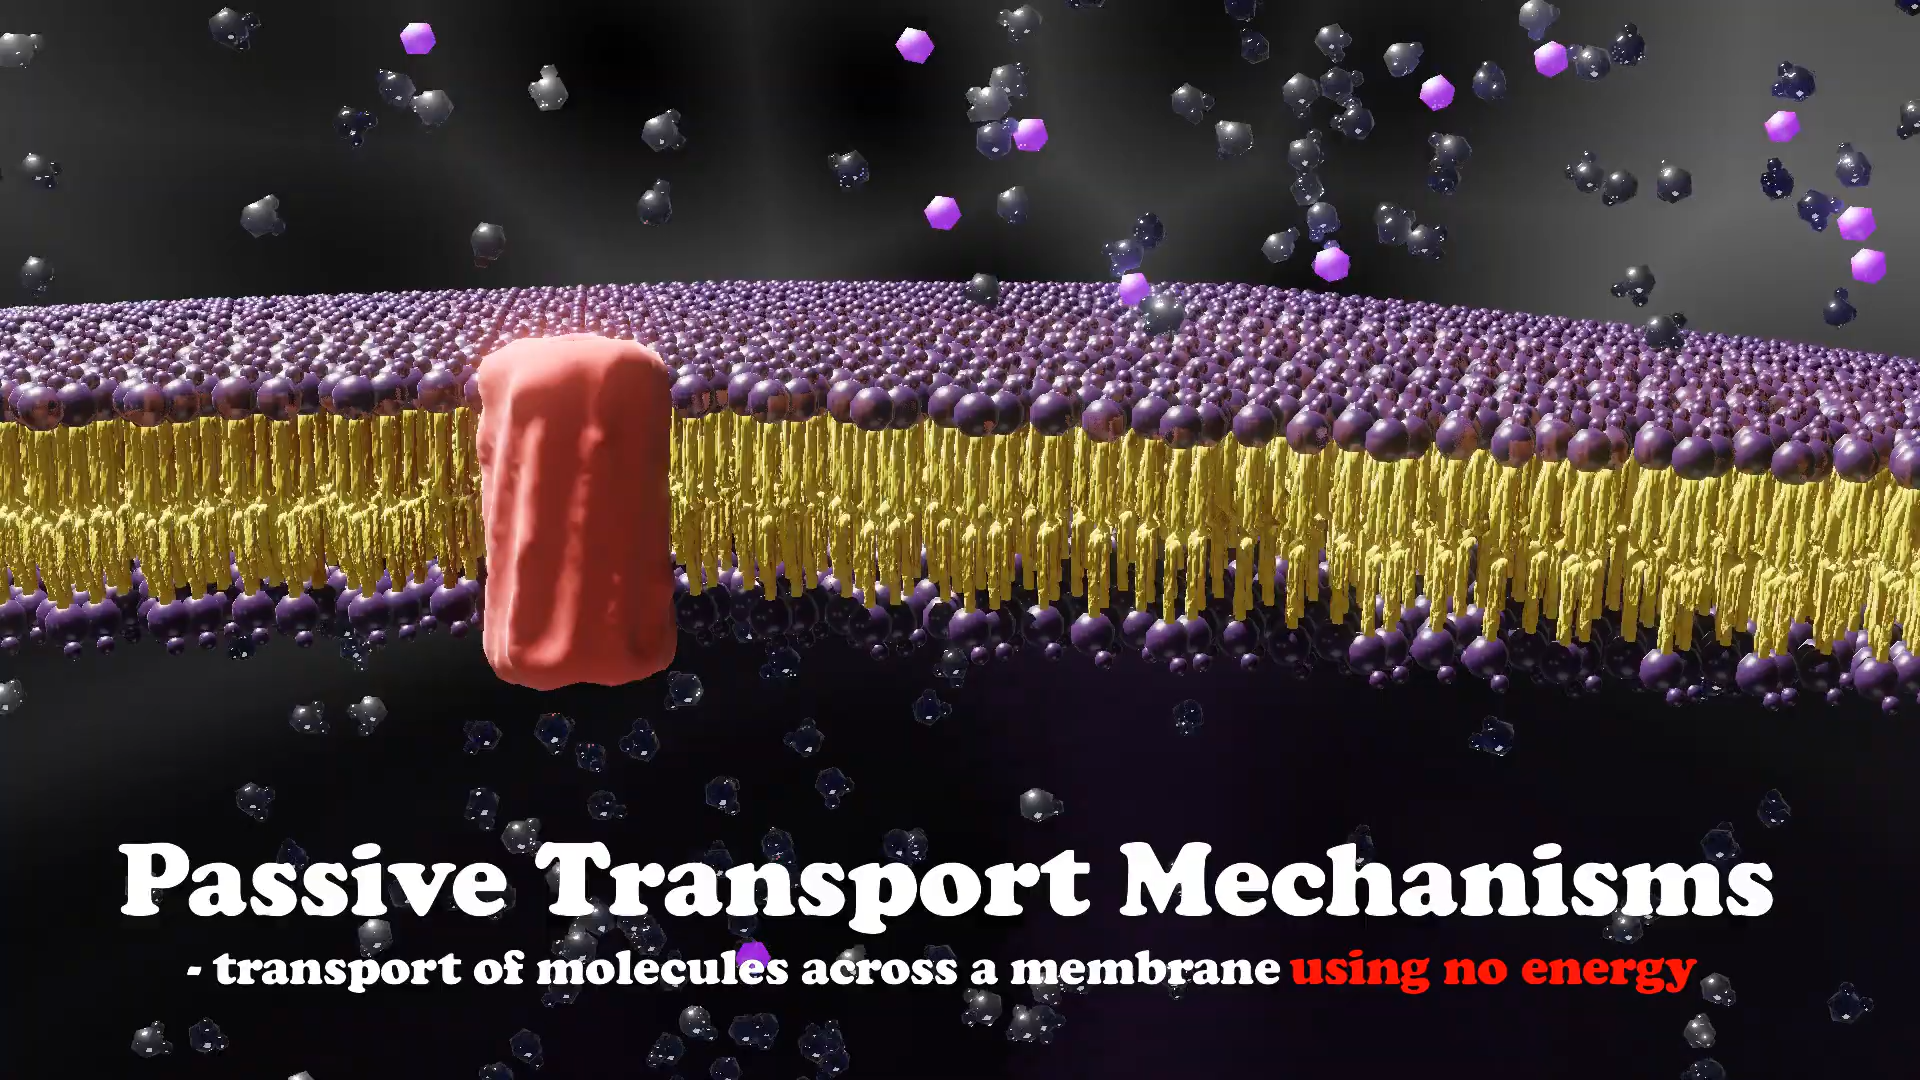 Passive Transport Mechanisms
- transport of molecules across a membrane using no energy